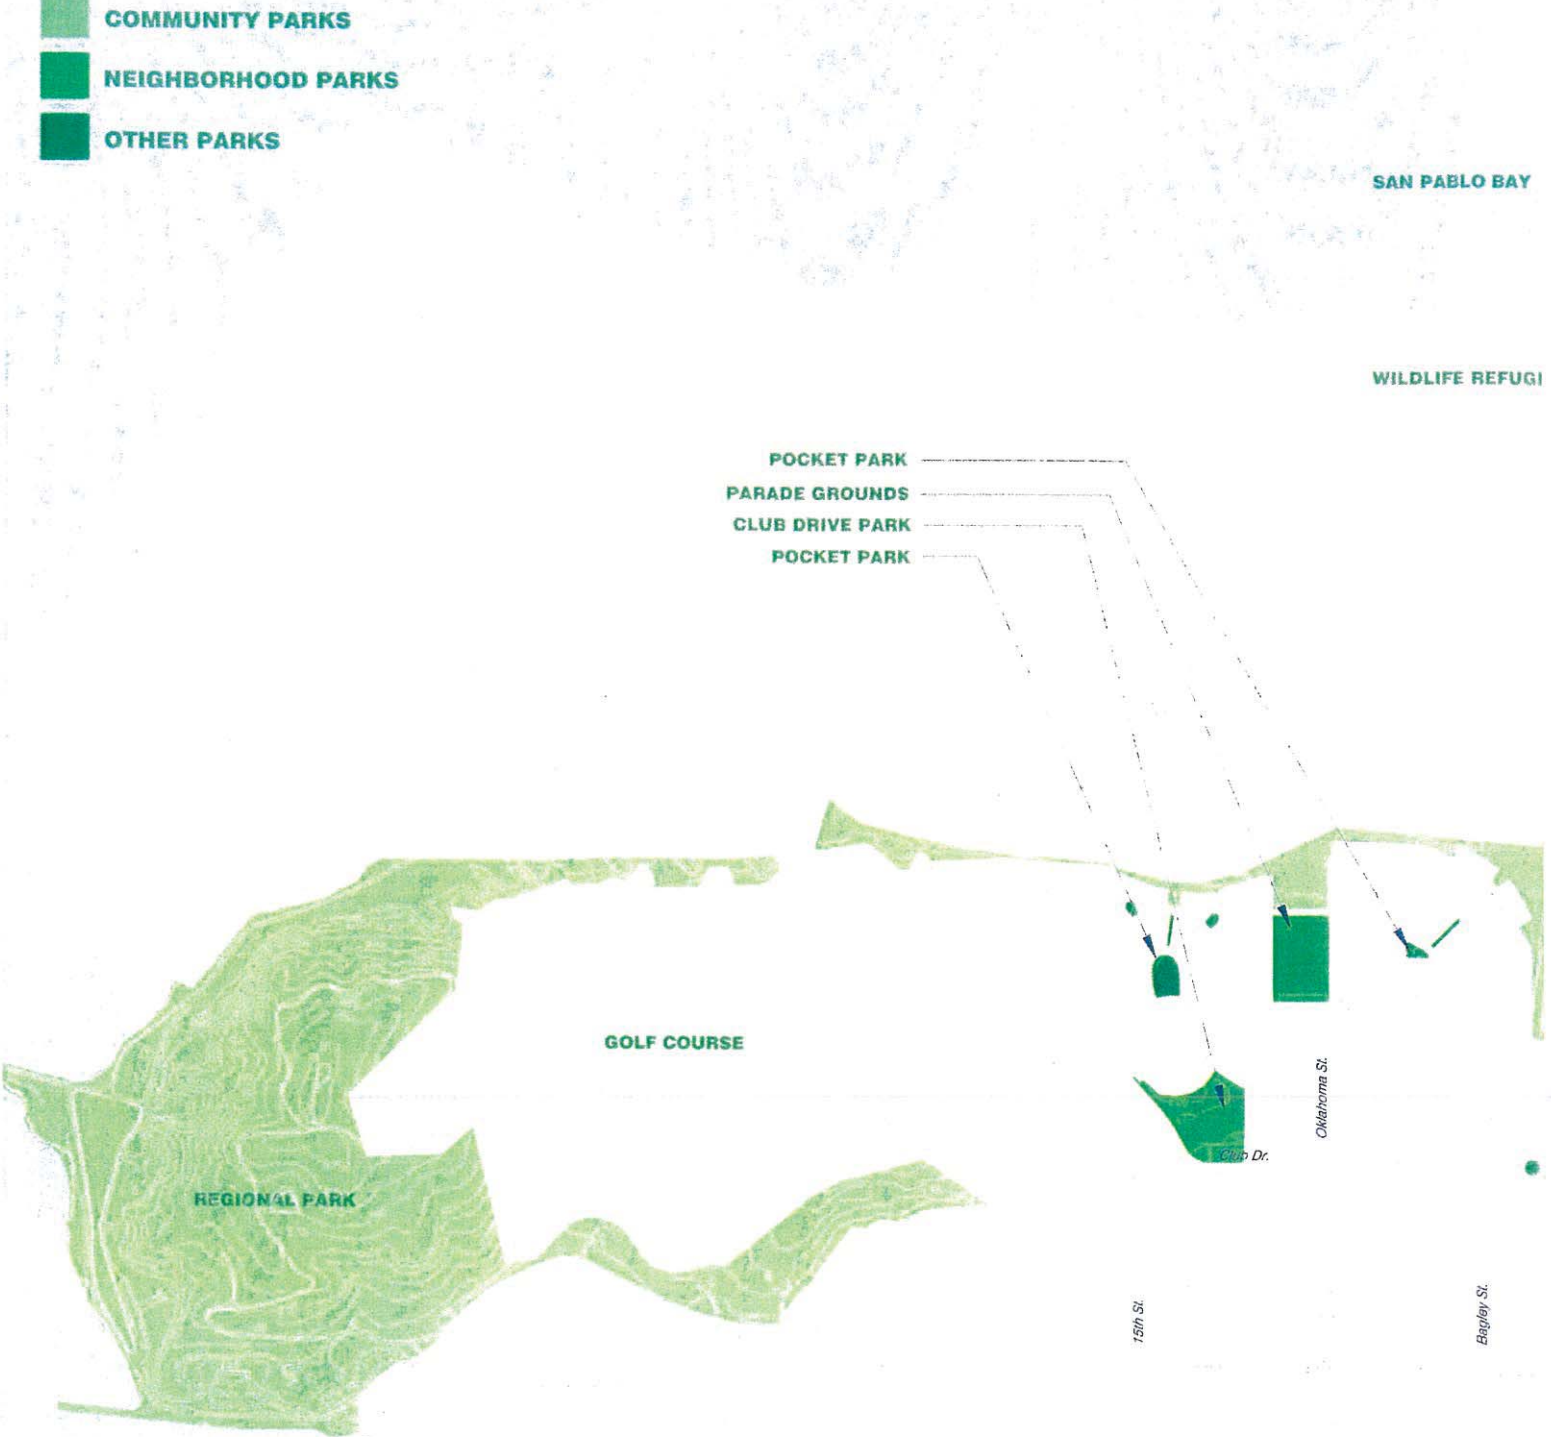 COMMUNITY PARKS
NEIGHBORHOOD PARKS
OTHER PARKS
SAN PABLO BAY
WILDLIFE REFUGI
POCKET PARK
PARADE GROUNDS
CLUB DRIVE PARK
POCKET PARK
GOLF COURSE
Oklahoma St.
Club Dr.
REGIONAL PARK
15th St.
Bagley St.